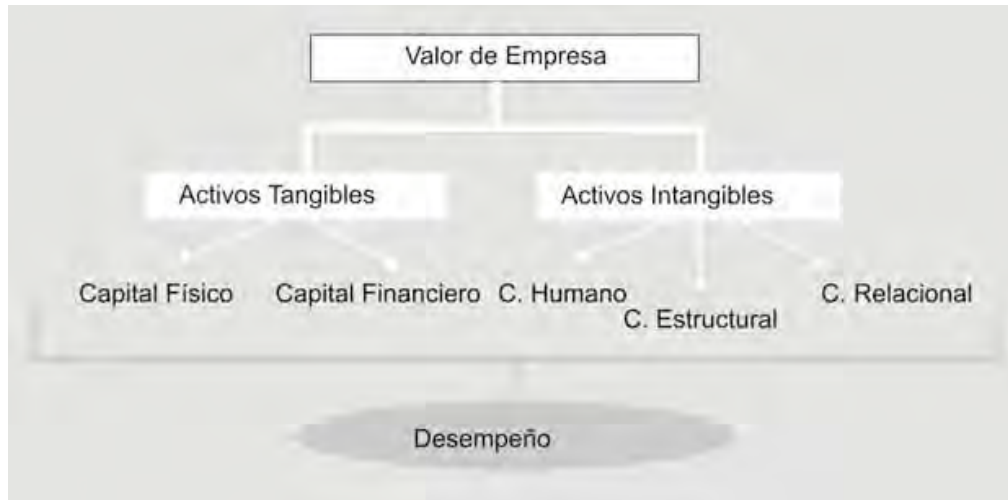 Valor de Empresa
Activos Tangibles
Activos Intangibles
Capital Físico
Capital Financiero
C. Humano
C. Estructural
C. Relacional
Desempeño